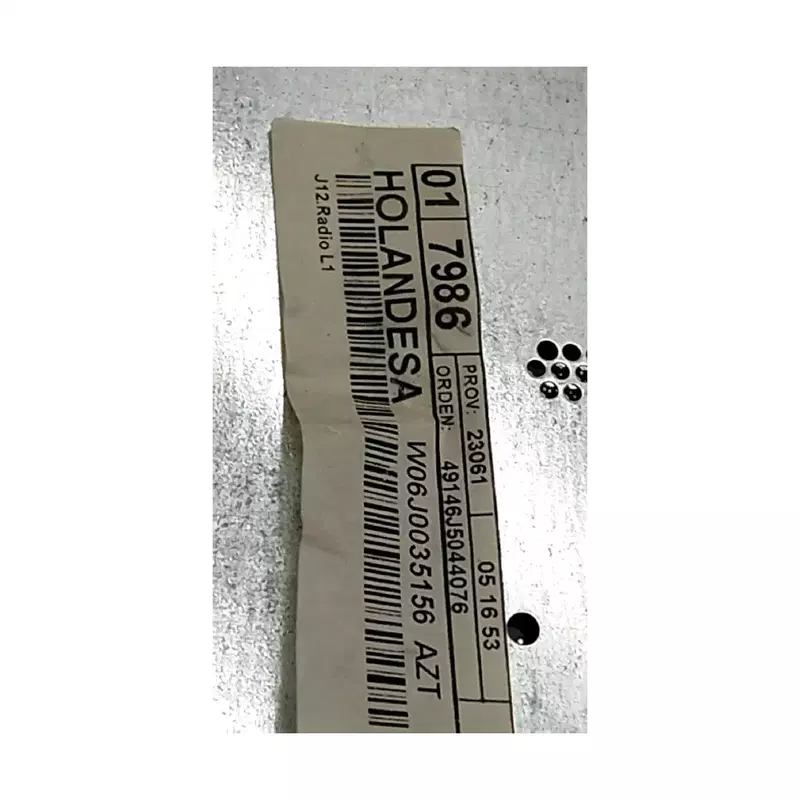 01 7986
PROV: 23061 05 16 53
ORDEN: 49146J5044076
HOLANDESA W06J0035156 AZT
J12.Radio L1